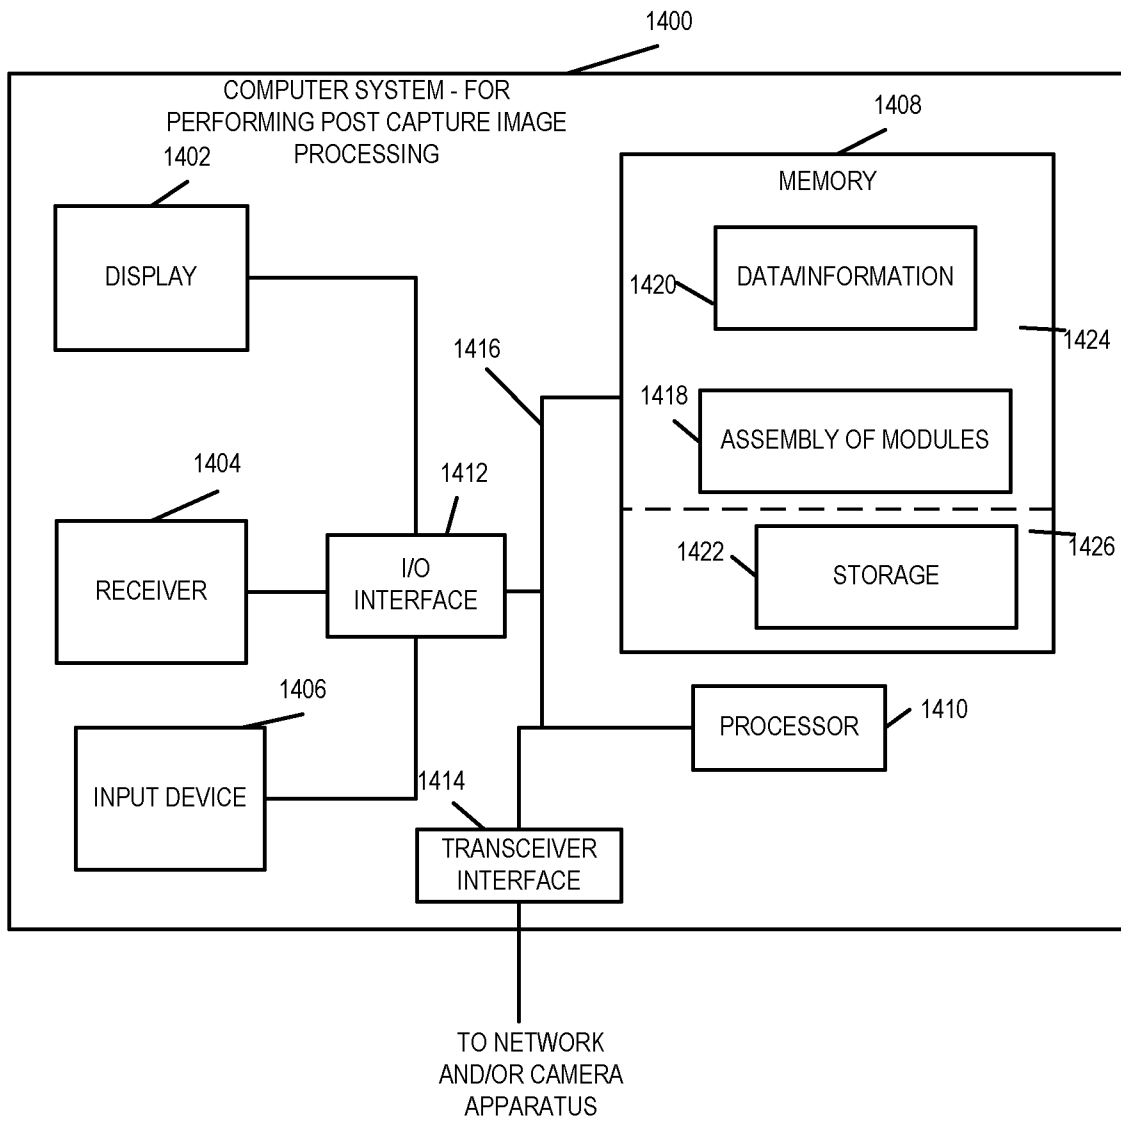 1400
COMPUTER SYSTEM - FOR
PERFORMING POST CAPTURE IMAGE
PROCESSING
1402
DISPLAY
1408
MEMORY
DATA/INFORMATION
1420
1424
1416
1418
ASSEMBLY OF MODULES
1404
RECEIVER
1412
I/O
INTERFACE
1422
STORAGE
1426
1406
INPUT DEVICE
PROCESSOR
1410
1414
TRANSCEIVER
INTERFACE
TO NETWORK
AND/OR CAMERA
APPARATUS